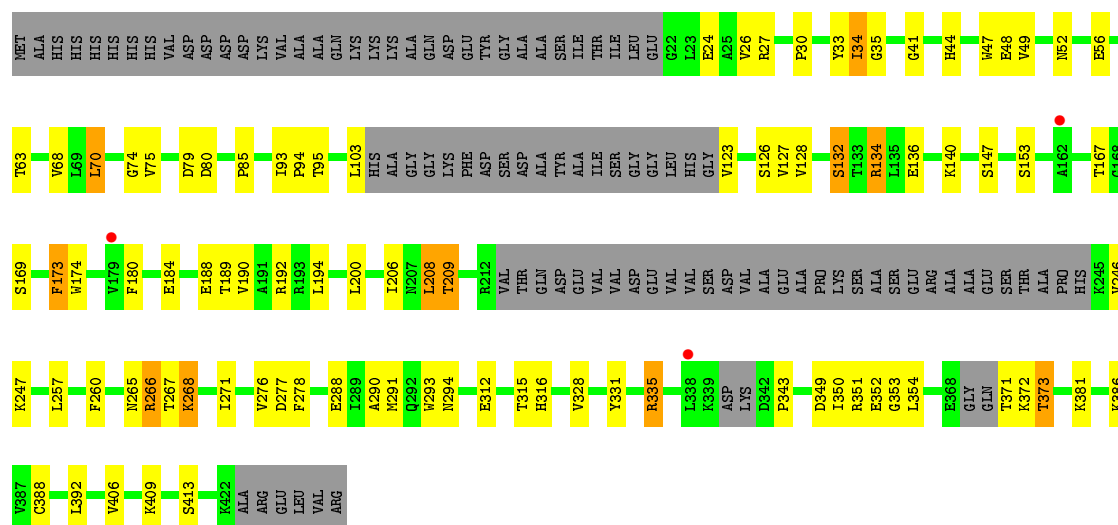 MET ALA HIS HIS HIS HIS HIS HIS VAL ASP ASP ASP ASP LYS VAL ALA ALA GLN LYS LYS LYS ALA GLN ASP GLU TYR GLY ALA ALA SER ILE THR ILE LEU GLU G22 L23 E24 A25 V26 R27 P30 Y33 I34 G35 G41 H44 W47 E48 V49 N52 E56
T63 V68 L69 L70 G74 V75 D79 D80 P85 I93 P94 T95 L103 HIS ALA GLY GLY LYS PHE ASP SER ASP ALA TYR ALA ILE SER GLY GLY LEU HIS GLY V123 S126 V127 V128 S132 T133 R134 L135 E136 K140 S147 S153 A162 T167 G168
S169 F173 W174 V179 F180 E184 E188 T189 V190 A191 R192 R193 L194 L200 I206 N207 L208 T209 R212 VAL THR GLN ASP GLU VAL VAL ASP GLU VAL VAL SER ASP VAL ALA GLU ALA PRO LYS SER ALA SER GLU ARG ALA ALA GLU SER THR ALA PRO HIS K245 V246
K247 L257 F260 N265 R266 T267 K268 I271 V276 D277 F278 E288 I289 A290 M291 Q292 W293 N294 E312 T315 H316 V328 Y331 R335 L338 K339 ASP LYS D342 P343 D349 I350 R351 E352 G353 L354 E368 GLY GLN T371 K372 T373 K381 K386
V387 C388 L392 V406 K409 S413 K422 ALA ARG GLU LEU VAL ARG